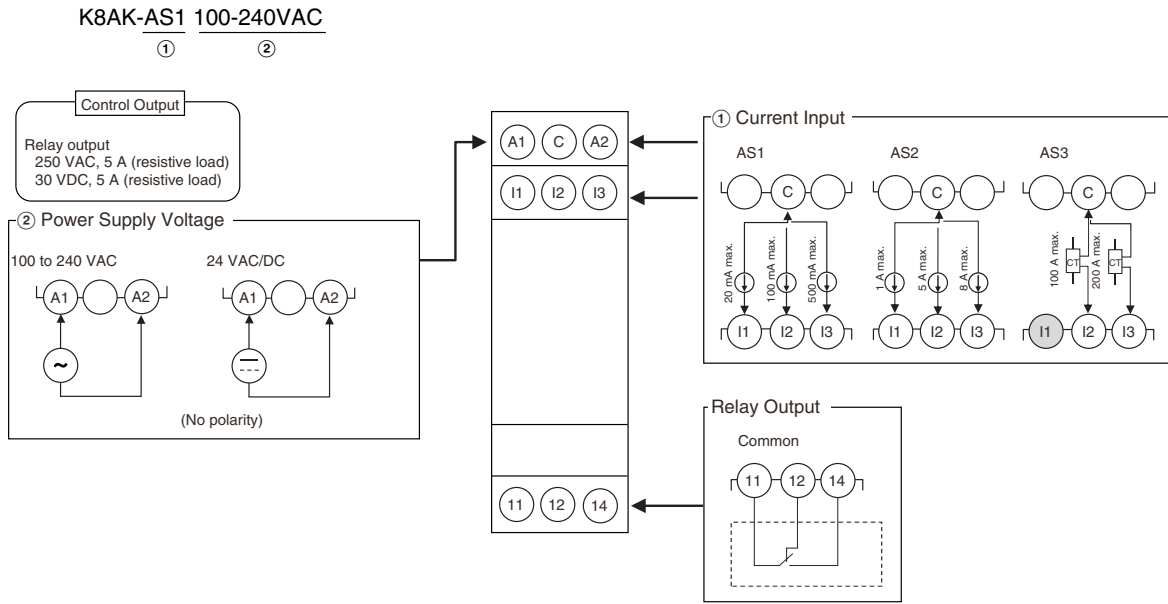 K8AK-AS1 100-240VAC
① ②
Control Output
Relay output
250 VAC, 5 A (resistive load)
30 VDC, 5 A (resistive load)
② Power Supply Voltage
100 to 240 VAC 24 VAC/DC
A1 A2 A1 A2
~
(No polarity)
A1 C A2
I1 I2 I3
11 12 14
① Current Input
AS1 AS2 AS3
C C C
20 mA max. 100 mA max. 500 mA max. 1 A max. 5 A max. 8 A max. 100 A max. CT 200 A max. CT
I1 I2 I3 I1 I2 I3 I1 I2 I3
Relay Output
Common
11 12 14